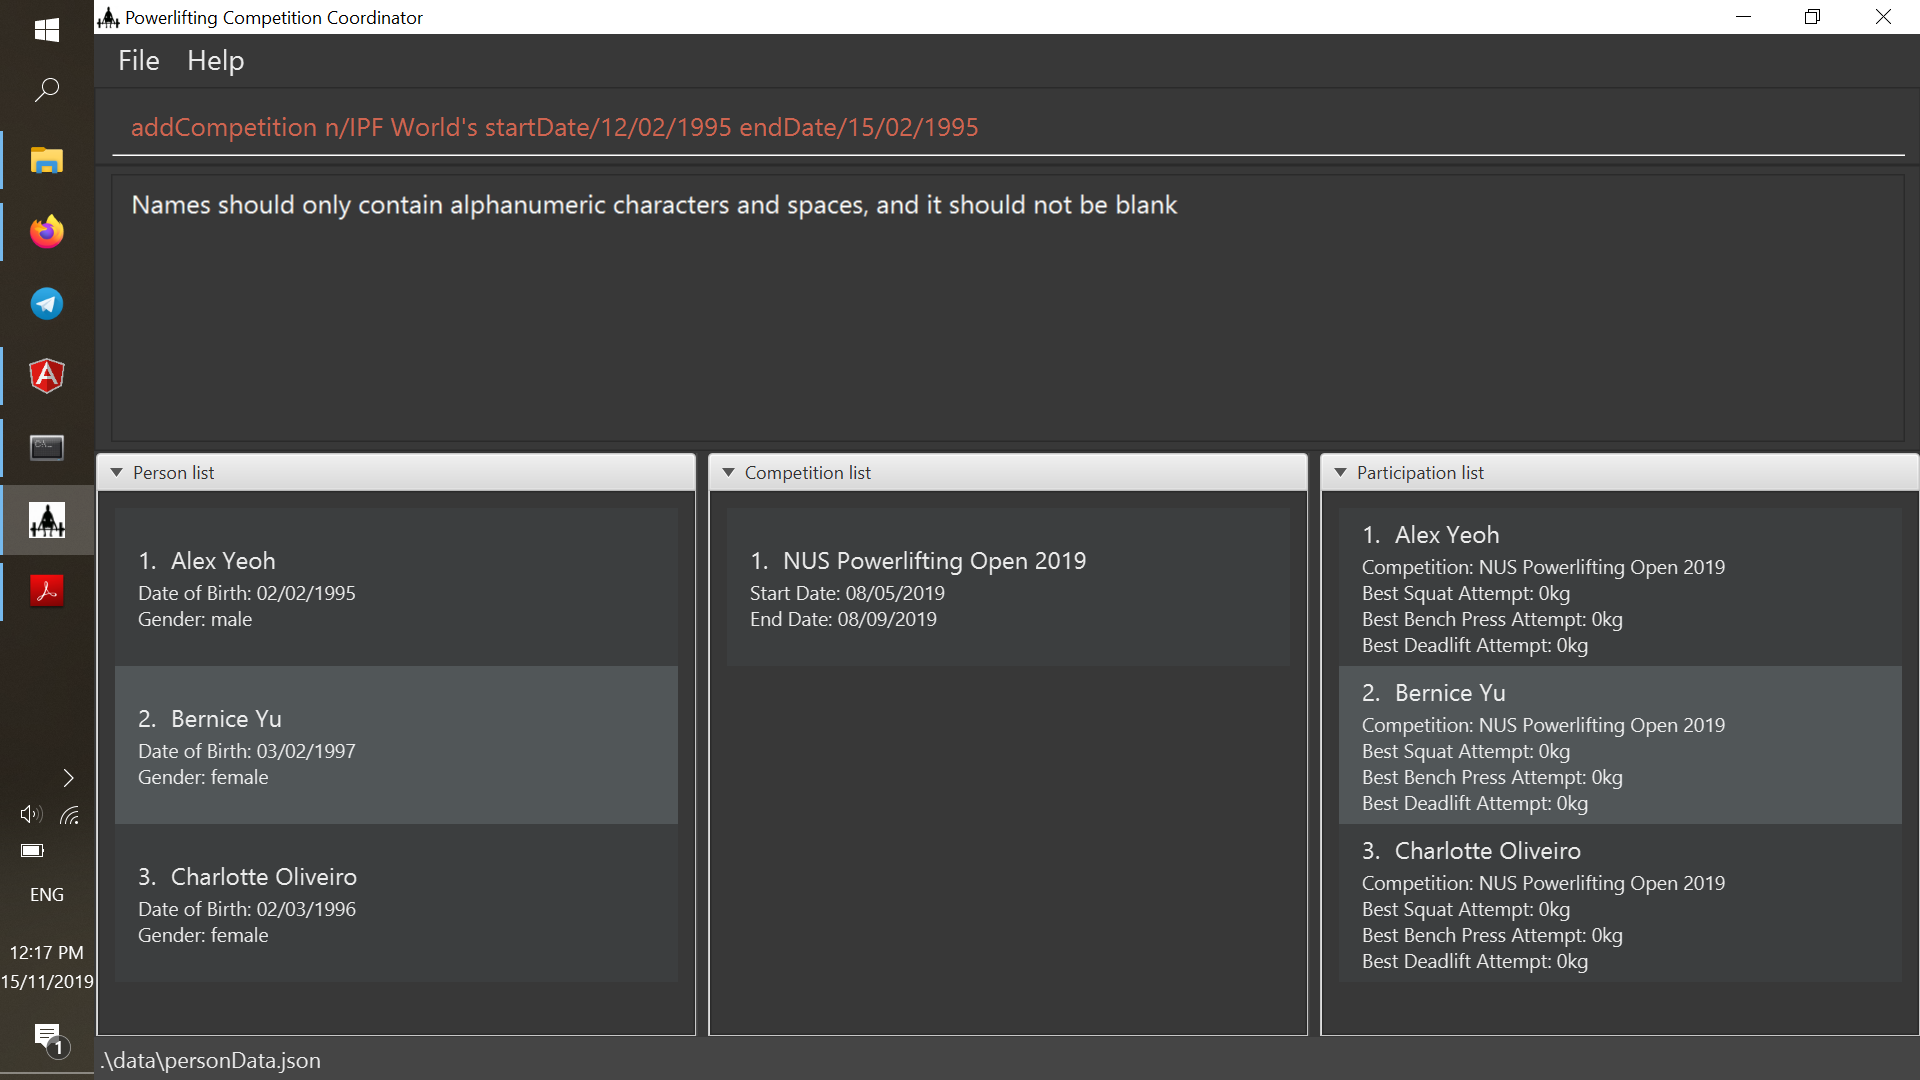 Powerlifting Competition Coordinator
File Help
addCompetition n/IPF World's startDate/12/02/1995 endDate/15/02/1995
Names should only contain alphanumeric characters and spaces, and it should not be blank
Person list
1. Alex Yeoh
Date of Birth: 02/02/1995
Gender: male
2. Bernice Yu
Date of Birth: 03/02/1997
Gender: female
3. Charlotte Oliveiro
Date of Birth: 02/03/1996
Gender: female
Competition list
1. NUS Powerlifting Open 2019
Start Date: 08/05/2019
End Date: 08/09/2019
Participation list
1. Alex Yeoh
Competition: NUS Powerlifting Open 2019
Best Squat Attempt: 0kg
Best Bench Press Attempt: 0kg
Best Deadlift Attempt: 0kg
2. Bernice Yu
Competition: NUS Powerlifting Open 2019
Best Squat Attempt: 0kg
Best Bench Press Attempt: 0kg
Best Deadlift Attempt: 0kg
3. Charlotte Oliveiro
Competition: NUS Powerlifting Open 2019
Best Squat Attempt: 0kg
Best Bench Press Attempt: 0kg
Best Deadlift Attempt: 0kg
ENG
12:17 PM
15/11/2019
1
.\data\personData.json